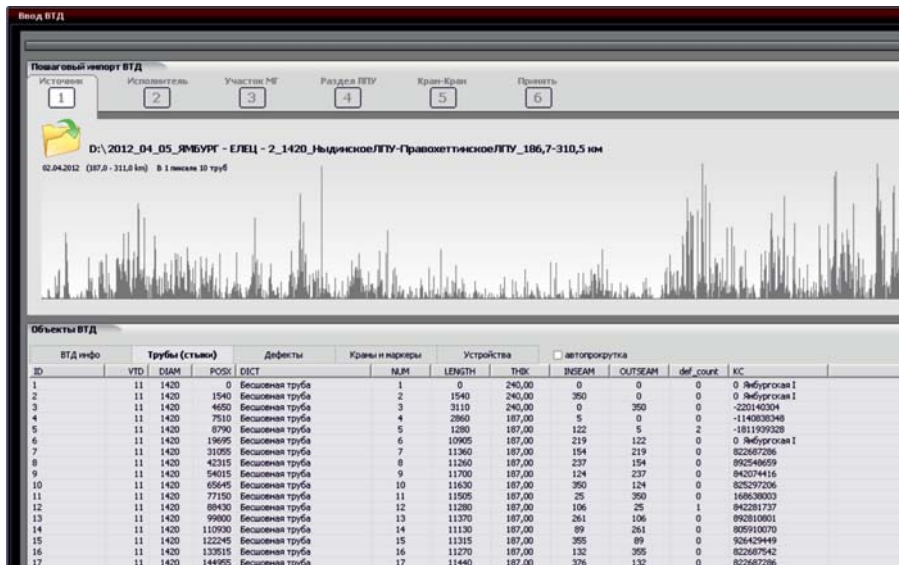 Ввод ВТД
Пошаговый импорт ВТД
Источник Исполнитель Участок МГ Раздел ЛПУ Кран-Кран Принять
1 2 3 4 5 6
D:\2012_04_05_ЯМБУРГ - ЕЛЕЦ - 2_1420_НыдинскоеЛПУ-ПравохеттинскоеЛПУ_186,7-310,5 км
02.04.2012 (187,0 - 311,0 km) В 1 пикселе 10 труб
Объекты ВТД
ВТД инфо Трубы (стыки) Дефекты Краны и маркеры Устройства автопрокрутка
ID VTD DIAM POSX DICT NUM LENGTH THIK INSEAM OUTSEAM def_count KC
1 11 1420 0 Бесшовная труба 1 0 240,00 0 0 0 0 Ямбургская I
2 11 1420 1540 Бесшовная труба 2 1540 240,00 350 0 0 0 Ямбургская I
3 11 1420 4650 Бесшовная труба 3 3110 240,00 0 350 0 -220140304
4 11 1420 7510 Бесшовная труба 4 2860 187,00 5 0 0 -1140838348
5 11 1420 8790 Бесшовная труба 5 1280 187,00 122 5 2 -1811939328
6 11 1420 19695 Бесшовная труба 6 10905 187,00 219 122 0 0 Ямбургская I
7 11 1420 31055 Бесшовная труба 7 11360 187,00 154 219 0 822687286
8 11 1420 42315 Бесшовная труба 8 11260 187,00 237 154 0 892548659
9 11 1420 54015 Бесшовная труба 9 11700 187,00 124 237 0 842074416
10 11 1420 65645 Бесшовная труба 10 11630 187,00 350 124 0 825297206
11 11 1420 77150 Бесшовная труба 11 11505 187,00 25 350 0 168638003
12 11 1420 88430 Бесшовная труба 12 11280 187,00 106 25 1 842281737
13 11 1420 99800 Бесшовная труба 13 11370 187,00 261 106 0 892810801
14 11 1420 110930 Бесшовная труба 14 11130 187,00 89 261 0 805910070
15 11 1420 122245 Бесшовная труба 15 11315 187,00 355 89 0 926429449
16 11 1420 133515 Бесшовная труба 16 11270 187,00 132 355 0 822687542
17 11 1420 144955 Бесшовная труба 17 11440 187,00 376 132 0 822687286